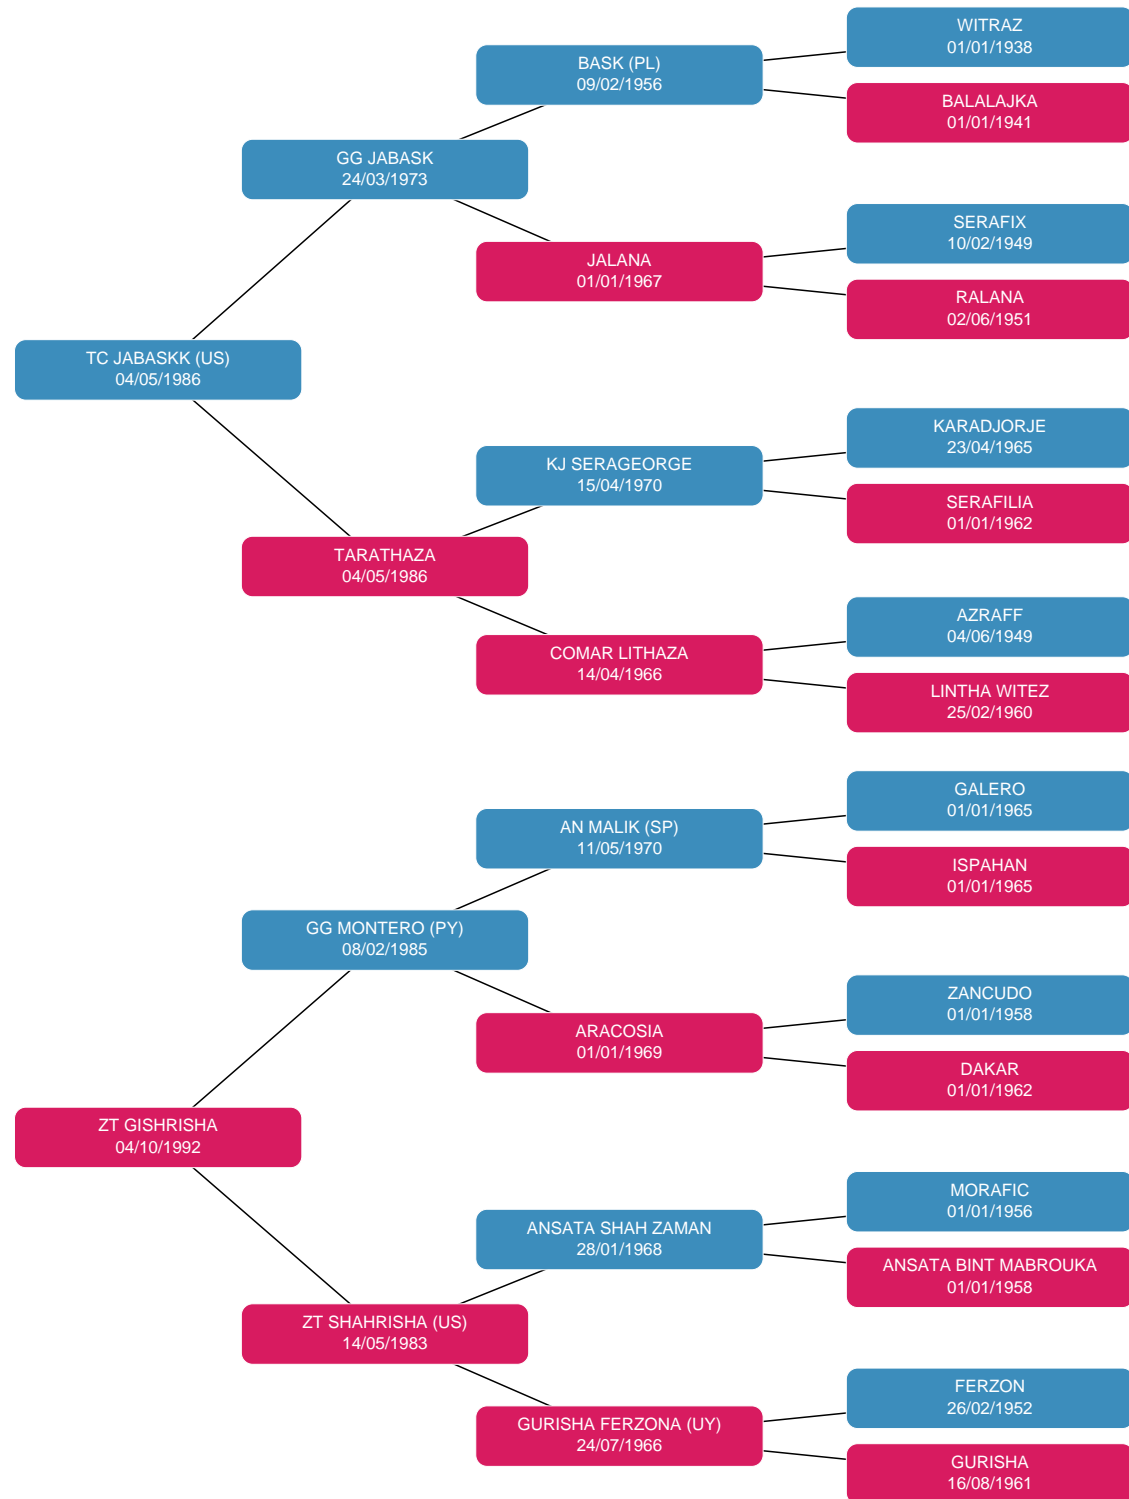 WITRAZ
01/01/1938
BASK (PL)
09/02/1956
BALALAJKA
01/01/1941
GG JABASK
24/03/1973
SERAFIX
10/02/1949
JALANA
01/01/1967
RALANA
02/06/1951
TC JABASKK (US)
04/05/1986
KARADJORJE
23/04/1965
KJ SERAGEORGE
15/04/1970
SERAFILIA
01/01/1962
TARATHAZA
04/05/1986
AZRAFF
04/06/1949
COMAR LITHAZA
14/04/1966
LINTHA WITEZ
25/02/1960
GALERO
01/01/1965
AN MALIK (SP)
11/05/1970
ISPAHAN
01/01/1965
GG MONTERO (PY)
08/02/1985
ZANCUDO
01/01/1958
ARACOSIA
01/01/1969
DAKAR
01/01/1962
ZT GISHRISHA
04/10/1992
MORAFIC
01/01/1956
ANSATA SHAH ZAMAN
28/01/1968
ANSATA BINT MABROUKA
01/01/1958
ZT SHAHRISHA (US)
14/05/1983
FERZON
26/02/1952
GURISHA FERZONA (UY)
24/07/1966
GURISHA
16/08/1961